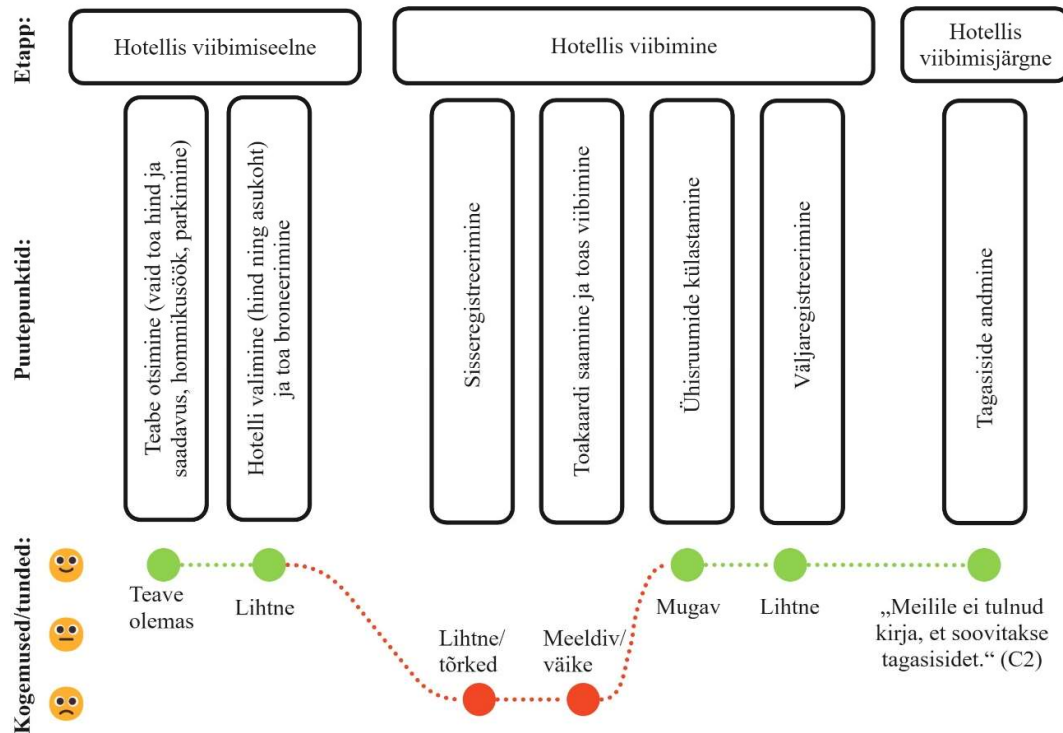 Etapp:
Hotellis viibimiseelne
Hotellis viibimine
Hotellis
viibimisjärgne
Puutepunktid:
Teabe otsimine (vaid toa hind ja
saadavus, hommikusöök, parkimine)
Hotelli valimine (hind ning asukoht)
ja toa broneerimine
Sisseregistreerimine
Toakaardi saamine ja toas viibimine
Ühisruumide külastamine
Väljaregistreerimine
Tagasiside andmine
Kogemused/tunded:
Teave
olemas
Lihtne
Lihtne/
tõrked
Meeldiv/
väike
Mugav
Lihtne
„Meilile ei tulnud
kirja, et soovitakse
tagasisidet.“ (C2)